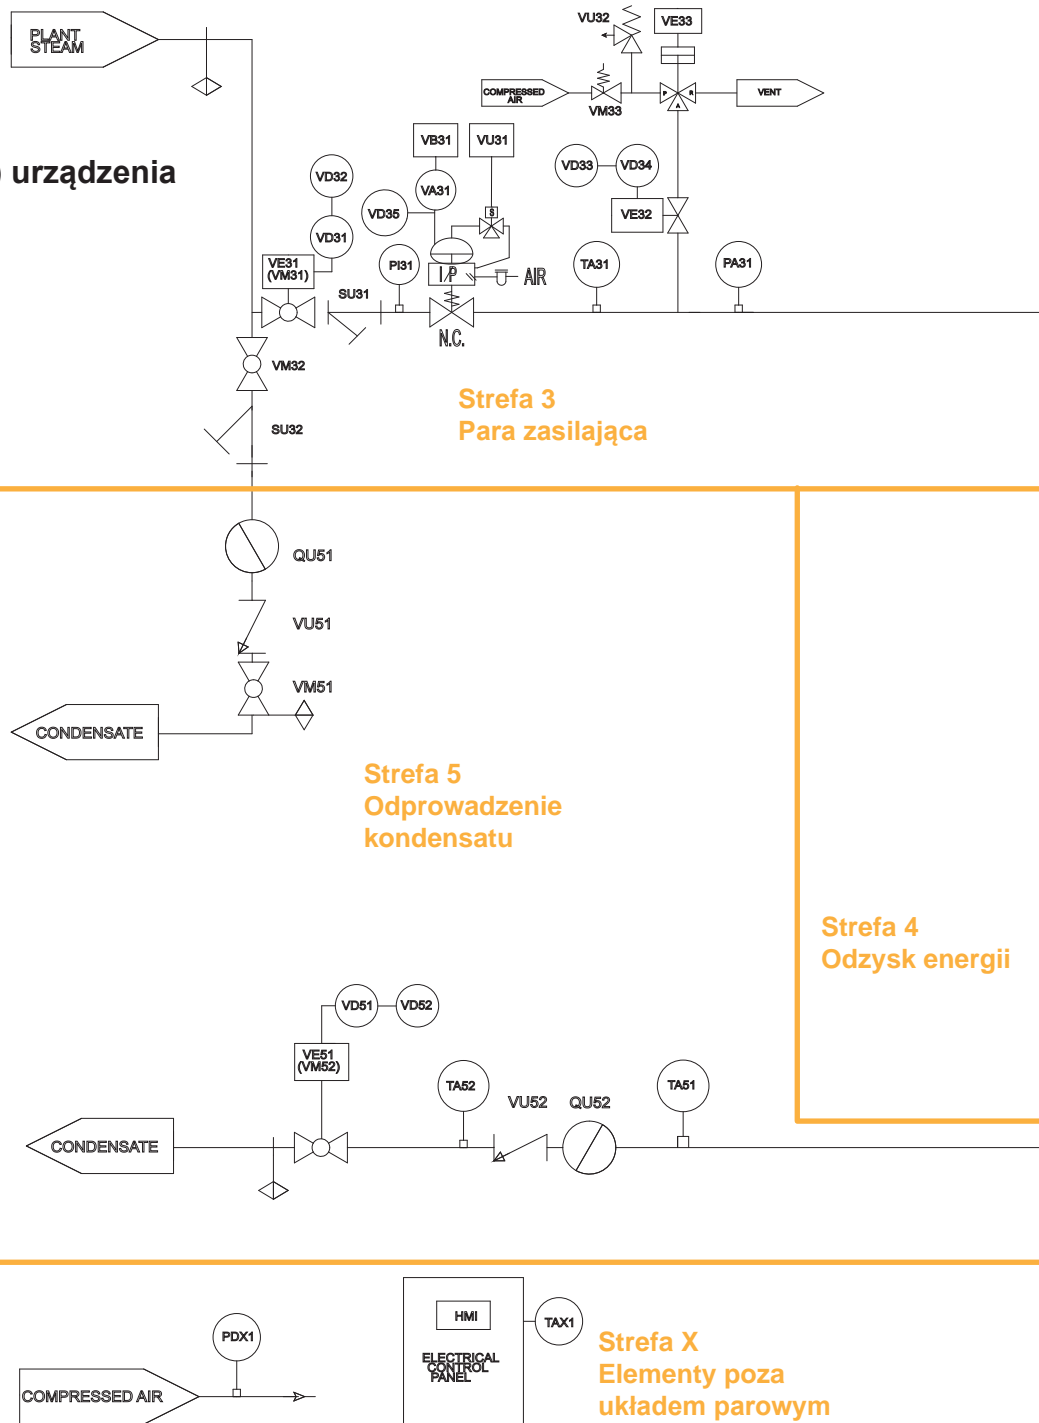 PLANT
STEAM
urządzenia
VU32
VE33
COMPRESSED
AIR
VM33
P
R
A
VENT
VB31
VU31
VD32
VA31
VD35
S
VD33
VD34
VE32
VD31
VE31
(VM31)
PI31
I/P
AIR
TA31
PA31
SU31
N.C.
VM32
SU32
Strefa 3
Para zasilająca
QU51
VU51
VM51
CONDENSATE
Strefa 5
Odprowadzenie
kondensatu
Strefa 4
Odzysk energii
VD51
VD52
VE51
(VM52)
TA52
VU52
QU52
TA51
CONDENSATE
PDX1
COMPRESSED AIR
HMI
ELECTRICAL
CONTROL
PANEL
TAX1
Strefa X
Elementy poza
układem parowym